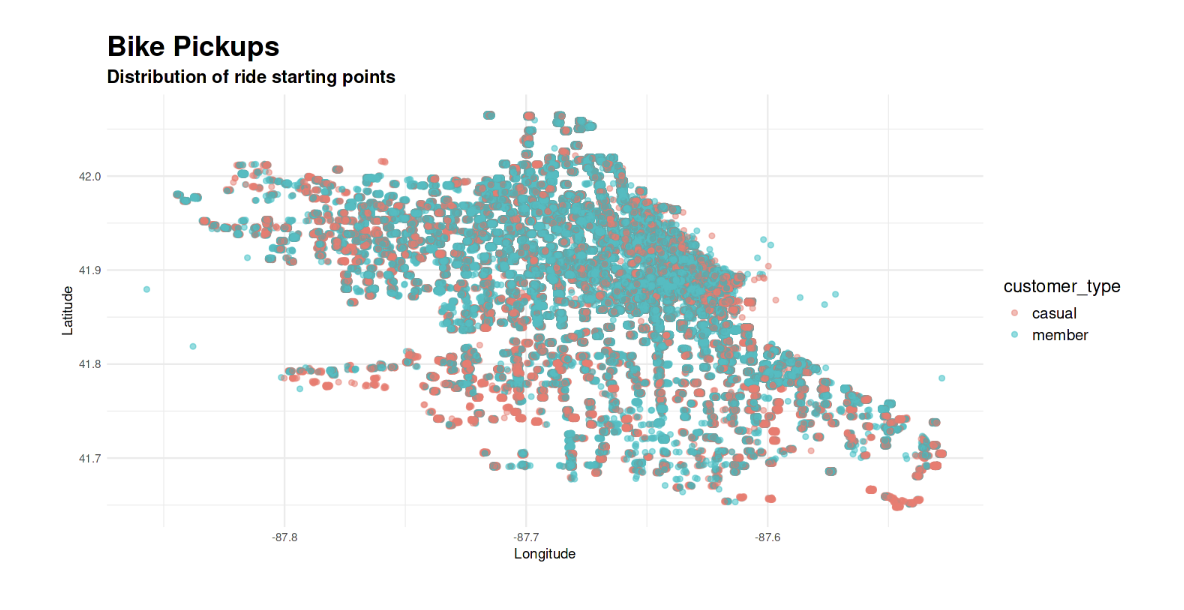 Bike Pickups
Distribution of ride starting points
42.0
41.9
41.8
41.7
Latitude
-87.8
-87.7
-87.6
Longitude
customer_type
casual
member